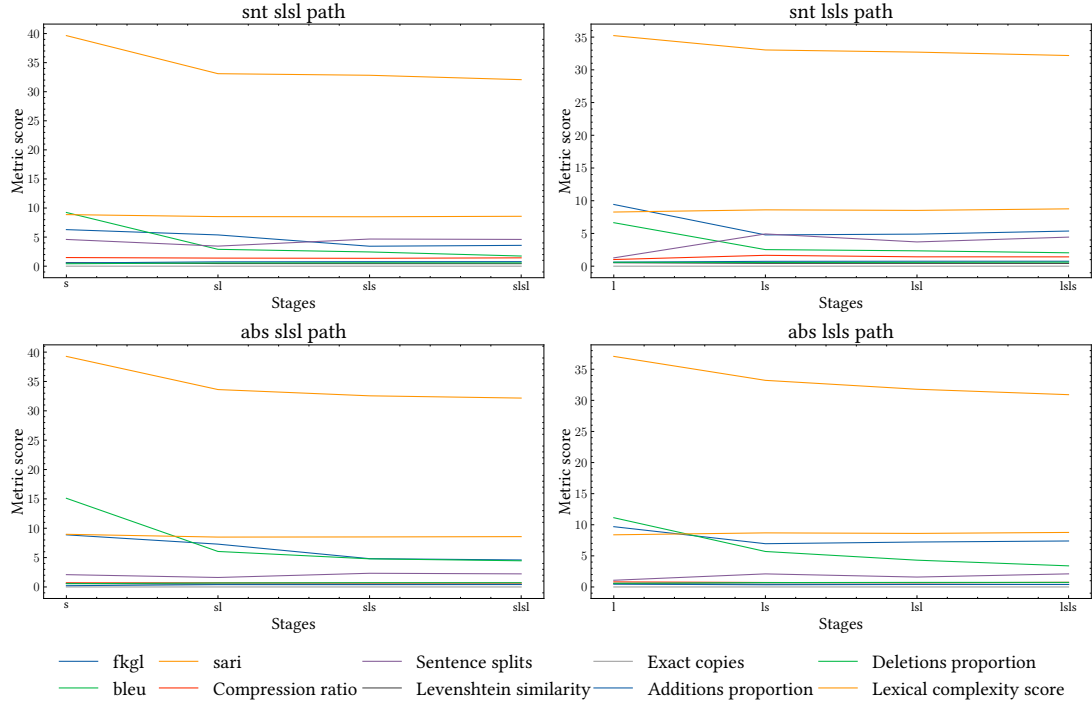 snt slsl path
40
35
30
25
20
15
10
5
0
Metric score
s
sl
sls
slsl
Stages
snt lsls path
35
30
25
20
15
10
5
0
Metric score
l
ls
lsl
lsls
Stages
abs slsl path
40
35
30
25
20
15
10
5
0
Metric score
s
sl
sls
slsl
Stages
abs lsls path
35
30
25
20
15
10
5
0
Metric score
l
ls
lsl
lsls
Stages
fkgl
sari
Sentence splits
Exact copies
Deletions proportion
bleu
Compression ratio
Levenshtein similarity
Additions proportion
Lexical complexity score